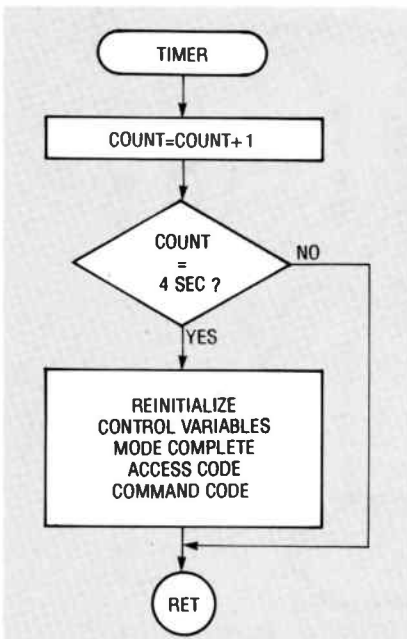 TIMER
COUNT=COUNT+1
COUNT
=
4 SEC ?
NO
YES
REINITIALIZE
CONTROL VARIABLES
MODE COMPLETE
ACCESS CODE
COMMAND CODE
RET